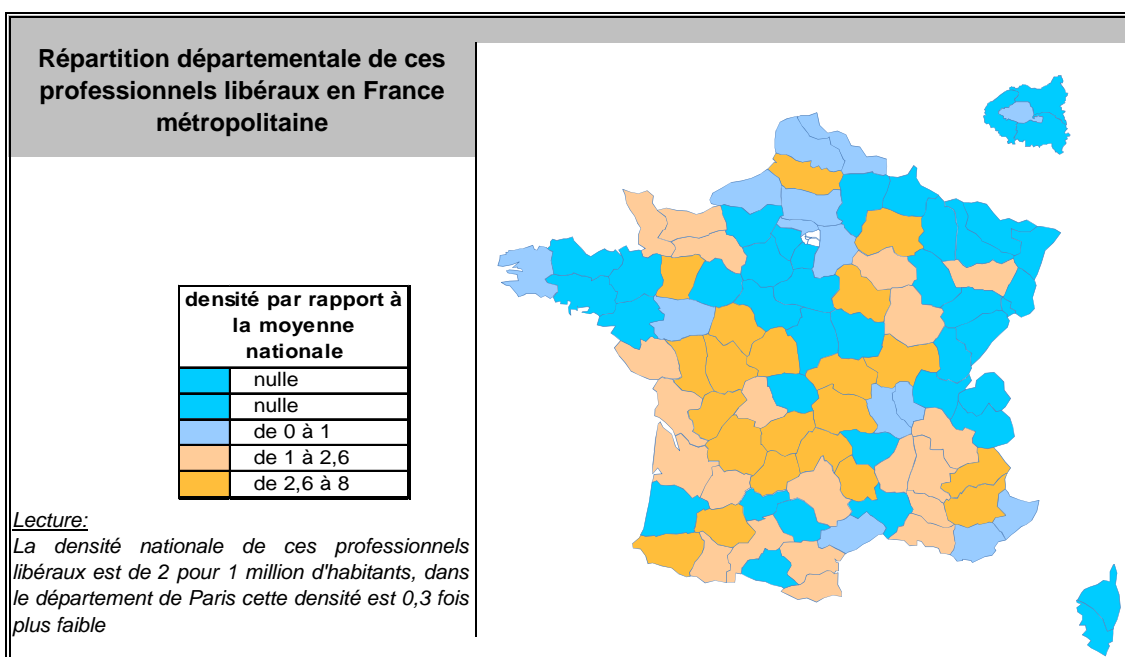 Répartition départementale de ces
professionnels libéraux en France
métropolitaine
densité par rapport à
la moyenne
nationale
nulle
nulle
de 0 à 1
de 1 à 2,6
de 2,6 à 8
Lecture:
La densité nationale de ces professionnels
libéraux est de 2 pour 1 million d'habitants, dans
le département de Paris cette densité est 0,3 fois
plus faible